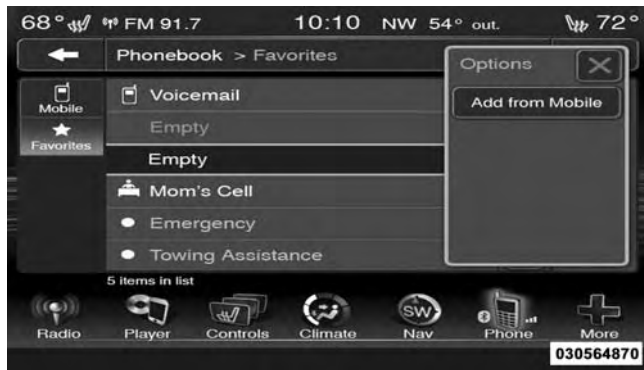 68° FM 91.7 10:10 NW 54° out. 72°
Phonebook > Favorites
Options
Mobile
Voicemail
Add from Mobile
Empty
Favorites
Empty
Mom's Cell
Emergency
Towing Assistance
5 items in list
SW
Radio Player Controls Climate Nav Phone More
030564870